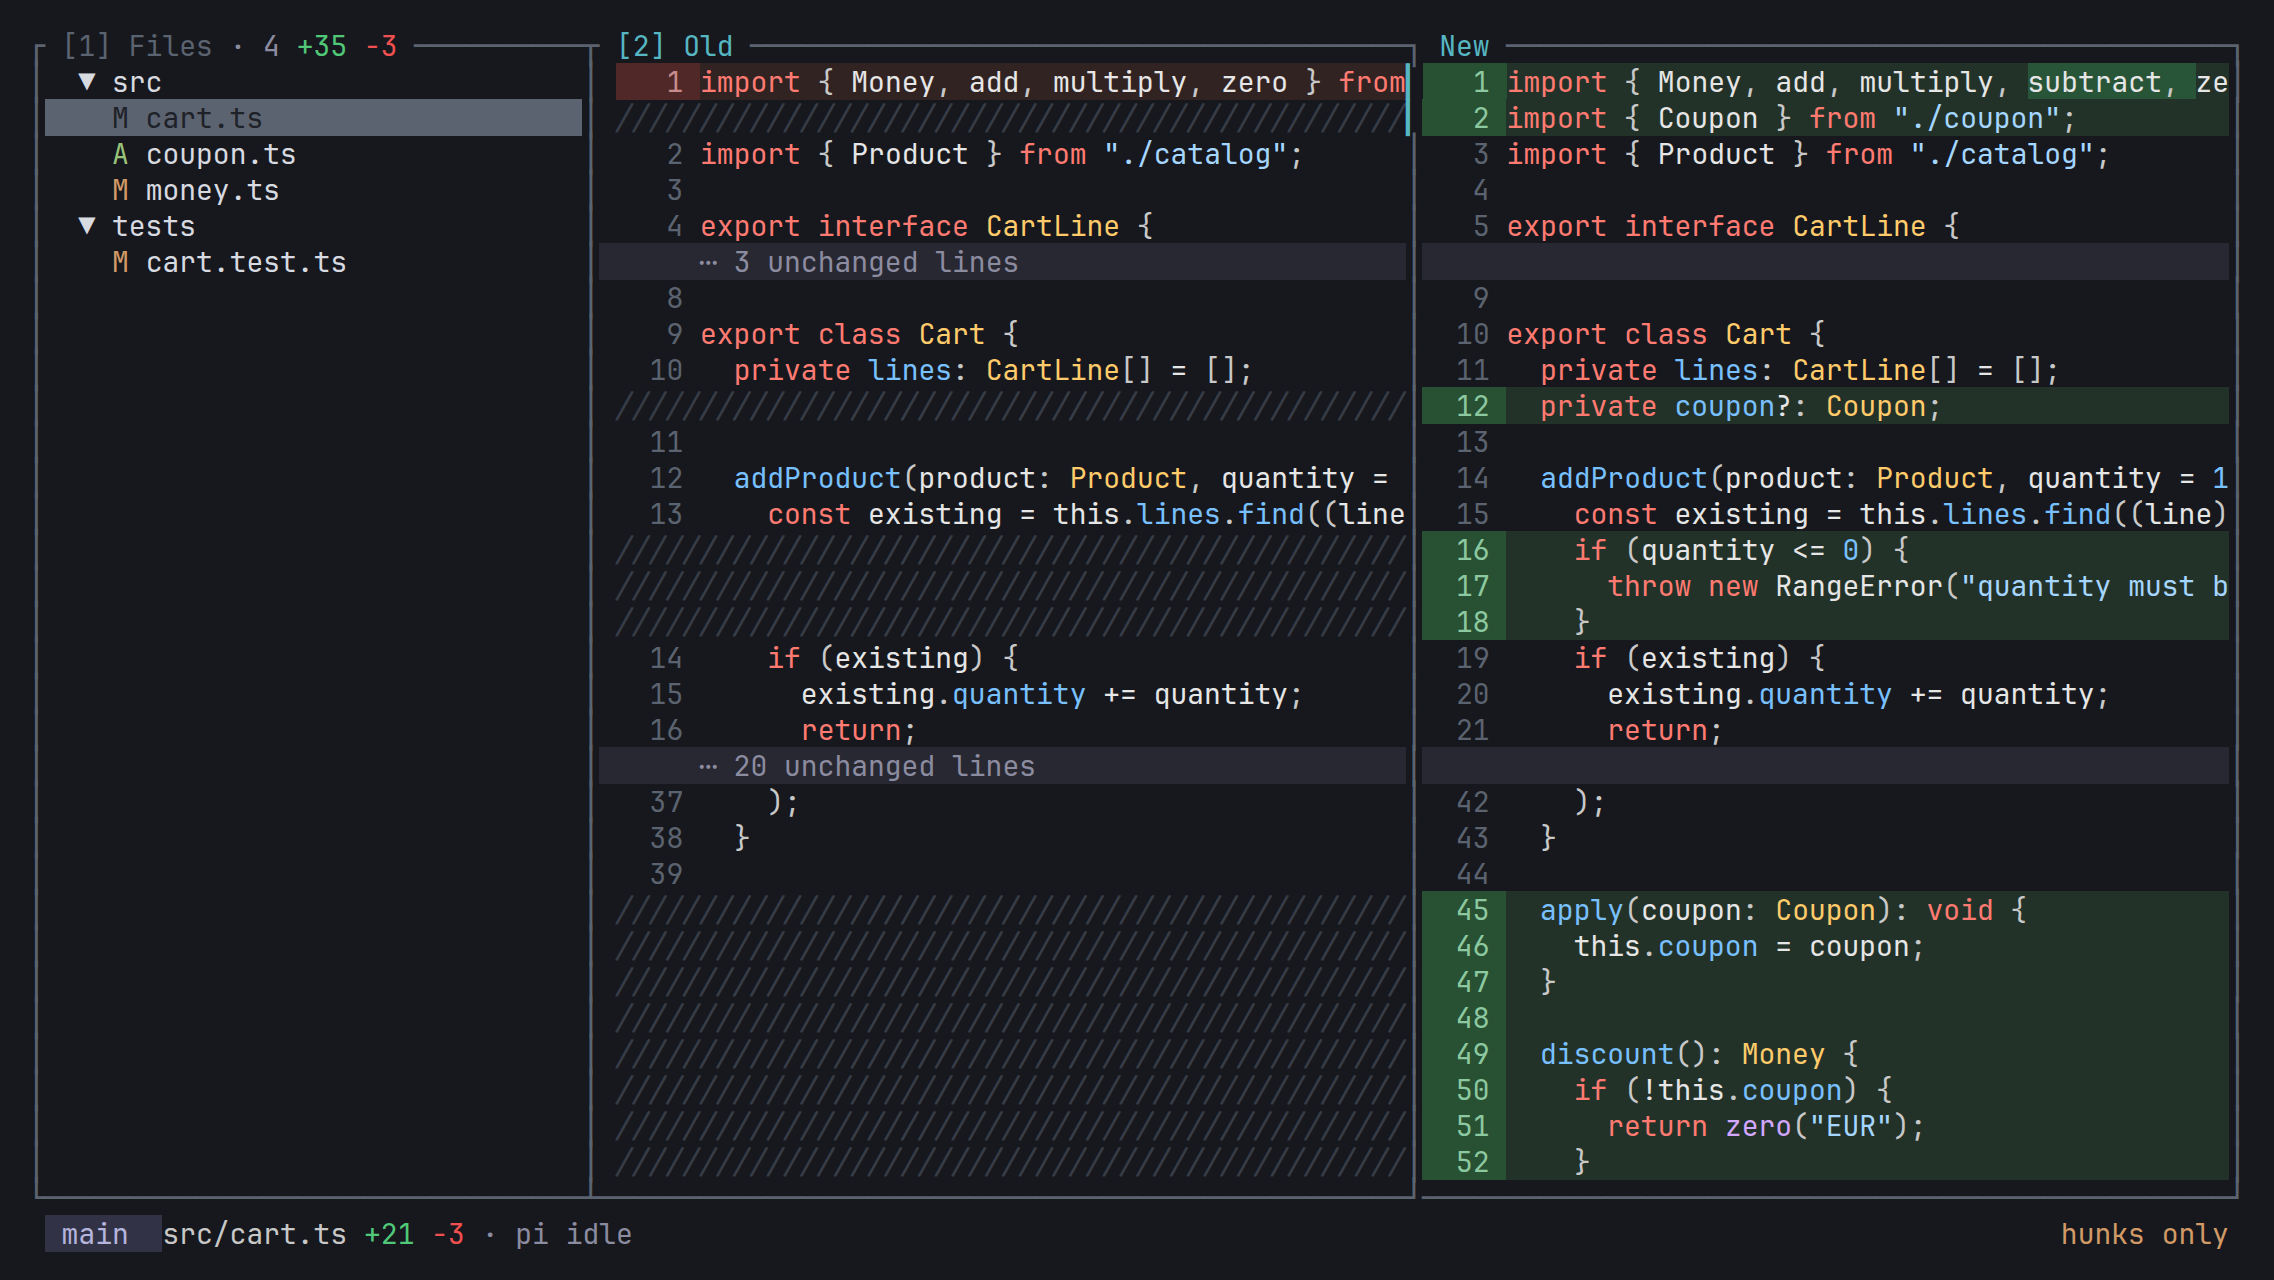 [1] Files · 4 +35 -3
▼ src
M cart.ts
A coupon.ts
M money.ts
▼ tests
M cart.test.ts
[2] Old
1 import { Money, add, multiply, zero } from
2 import { Product } from "./catalog";
3
4 export interface CartLine {
··· 3 unchanged lines
8
9 export class Cart {
10   private lines: CartLine[] = [];
11
12   addProduct(product: Product, quantity =
13     const existing = this.lines.find((line
14     if (existing) {
15       existing.quantity += quantity;
16       return;
··· 20 unchanged lines
37     );
38   }
39
New
1 import { Money, add, multiply, subtract, ze
2 import { Coupon } from "./coupon";
3 import { Product } from "./catalog";
4
5 export interface CartLine {
9
10 export class Cart {
11   private lines: CartLine[] = [];
12   private coupon?: Coupon;
13
14   addProduct(product: Product, quantity = 1
15     const existing = this.lines.find((line)
16     if (quantity <= 0) {
17       throw new RangeError("quantity must b
18     }
19     if (existing) {
20       existing.quantity += quantity;
21       return;
42     );
43   }
44
45   apply(coupon: Coupon): void {
46     this.coupon = coupon;
47   }
48
49   discount(): Money {
50     if (!this.coupon) {
51       return zero("EUR");
52     }
main src/cart.ts +21 -3 · pi idle
hunks only